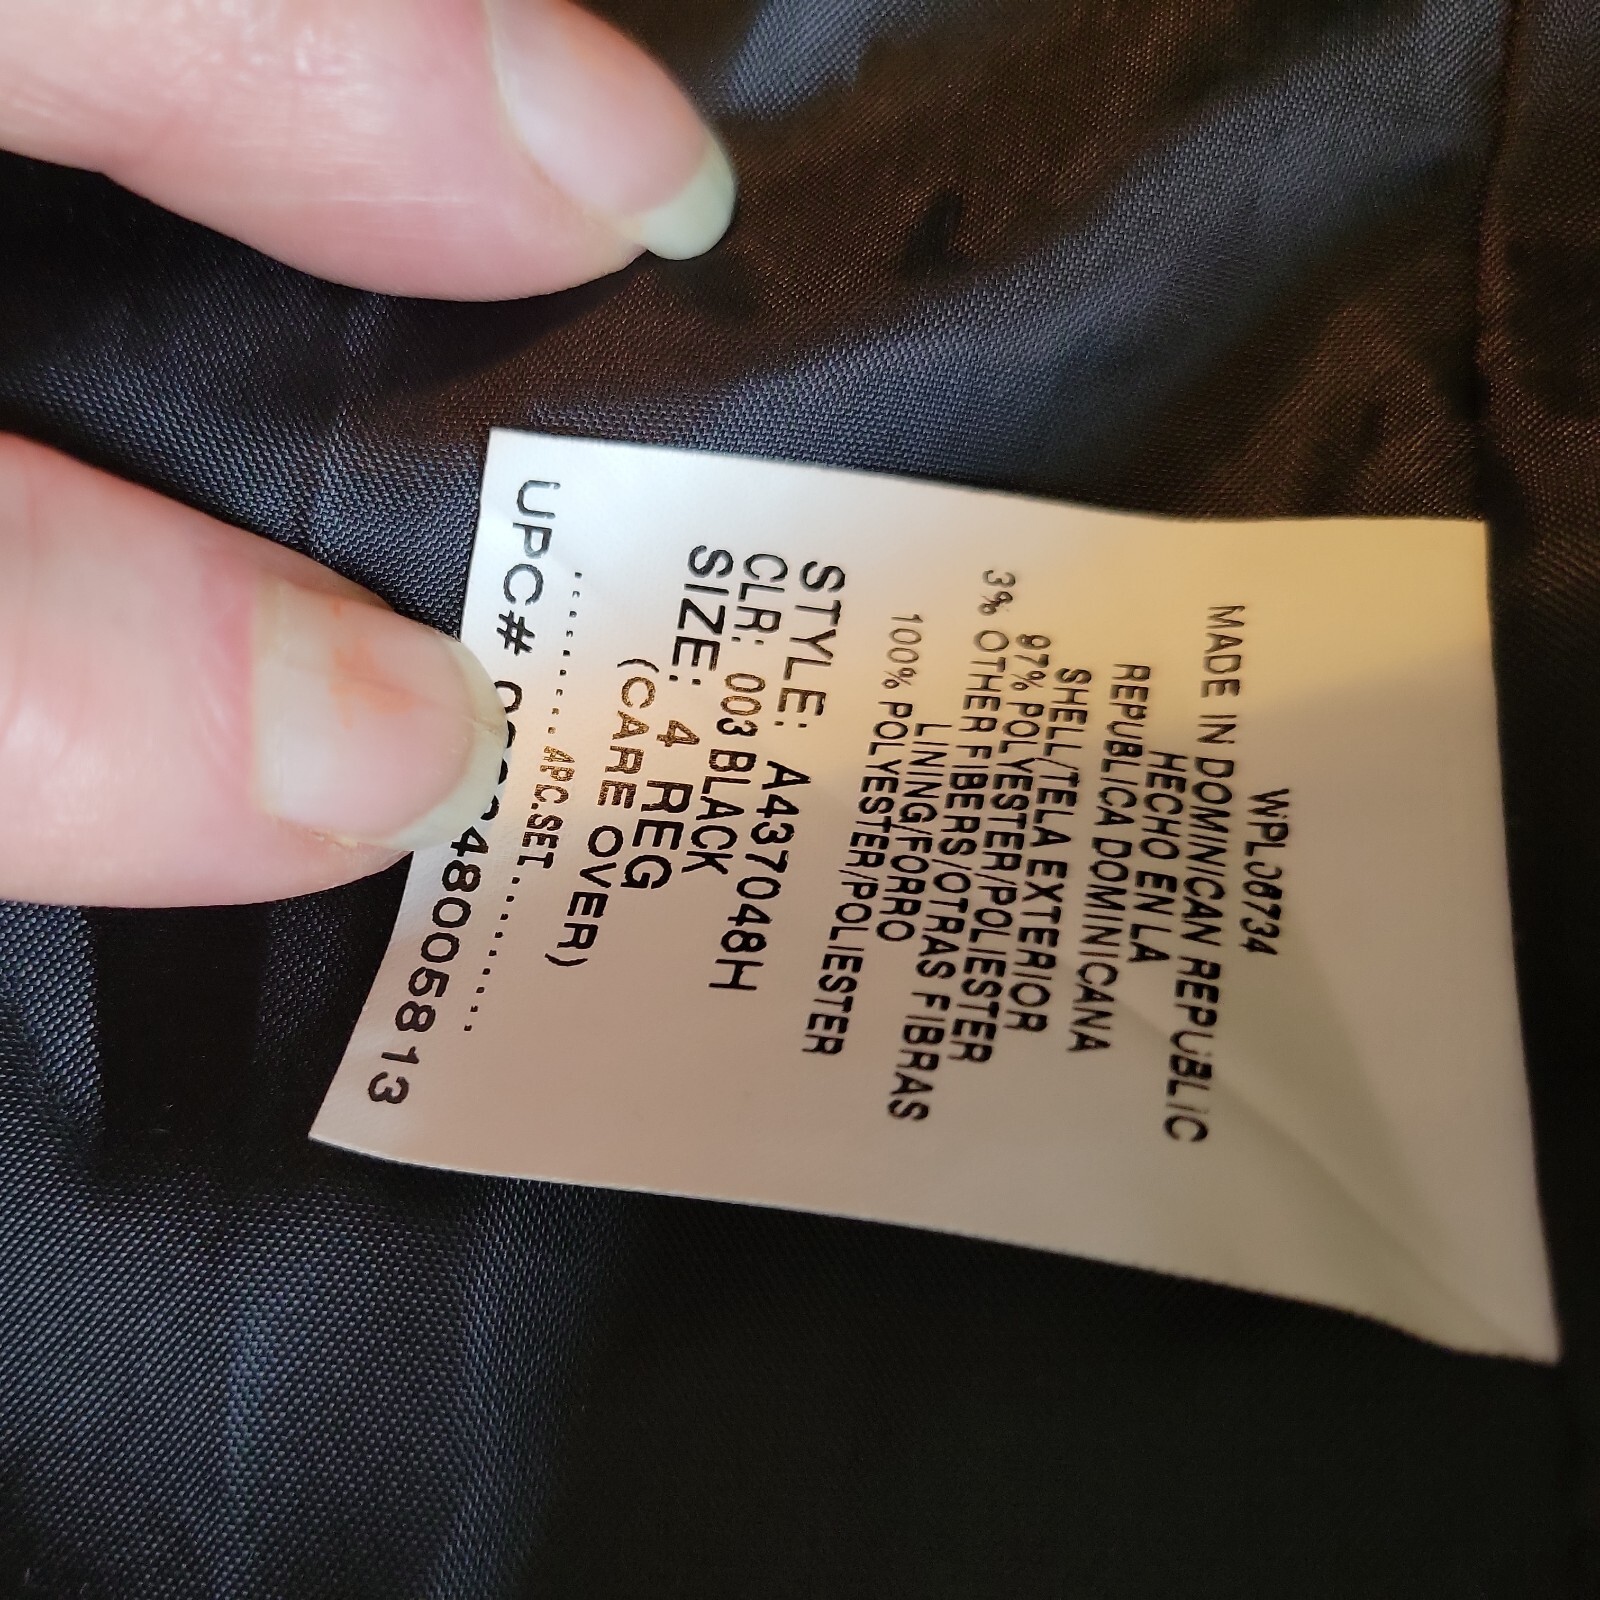 WPL08734
MADE IN DOMINICAN REPUBLIC
HECHO EN LA
REPUBLICA DOMINICANA
SHELL/TELA EXTERIOR
97% POLYESTER/POLIESTER
3% OTHER FIBERS/OTRAS FIBRAS
LINING/FORRO
100% POLYESTER/POLIESTER
STYLE: A437048H
CLR: 003 BLACK
SIZE: 4 REG
(CARE OVER)
.........APC.SET.........
UPC#